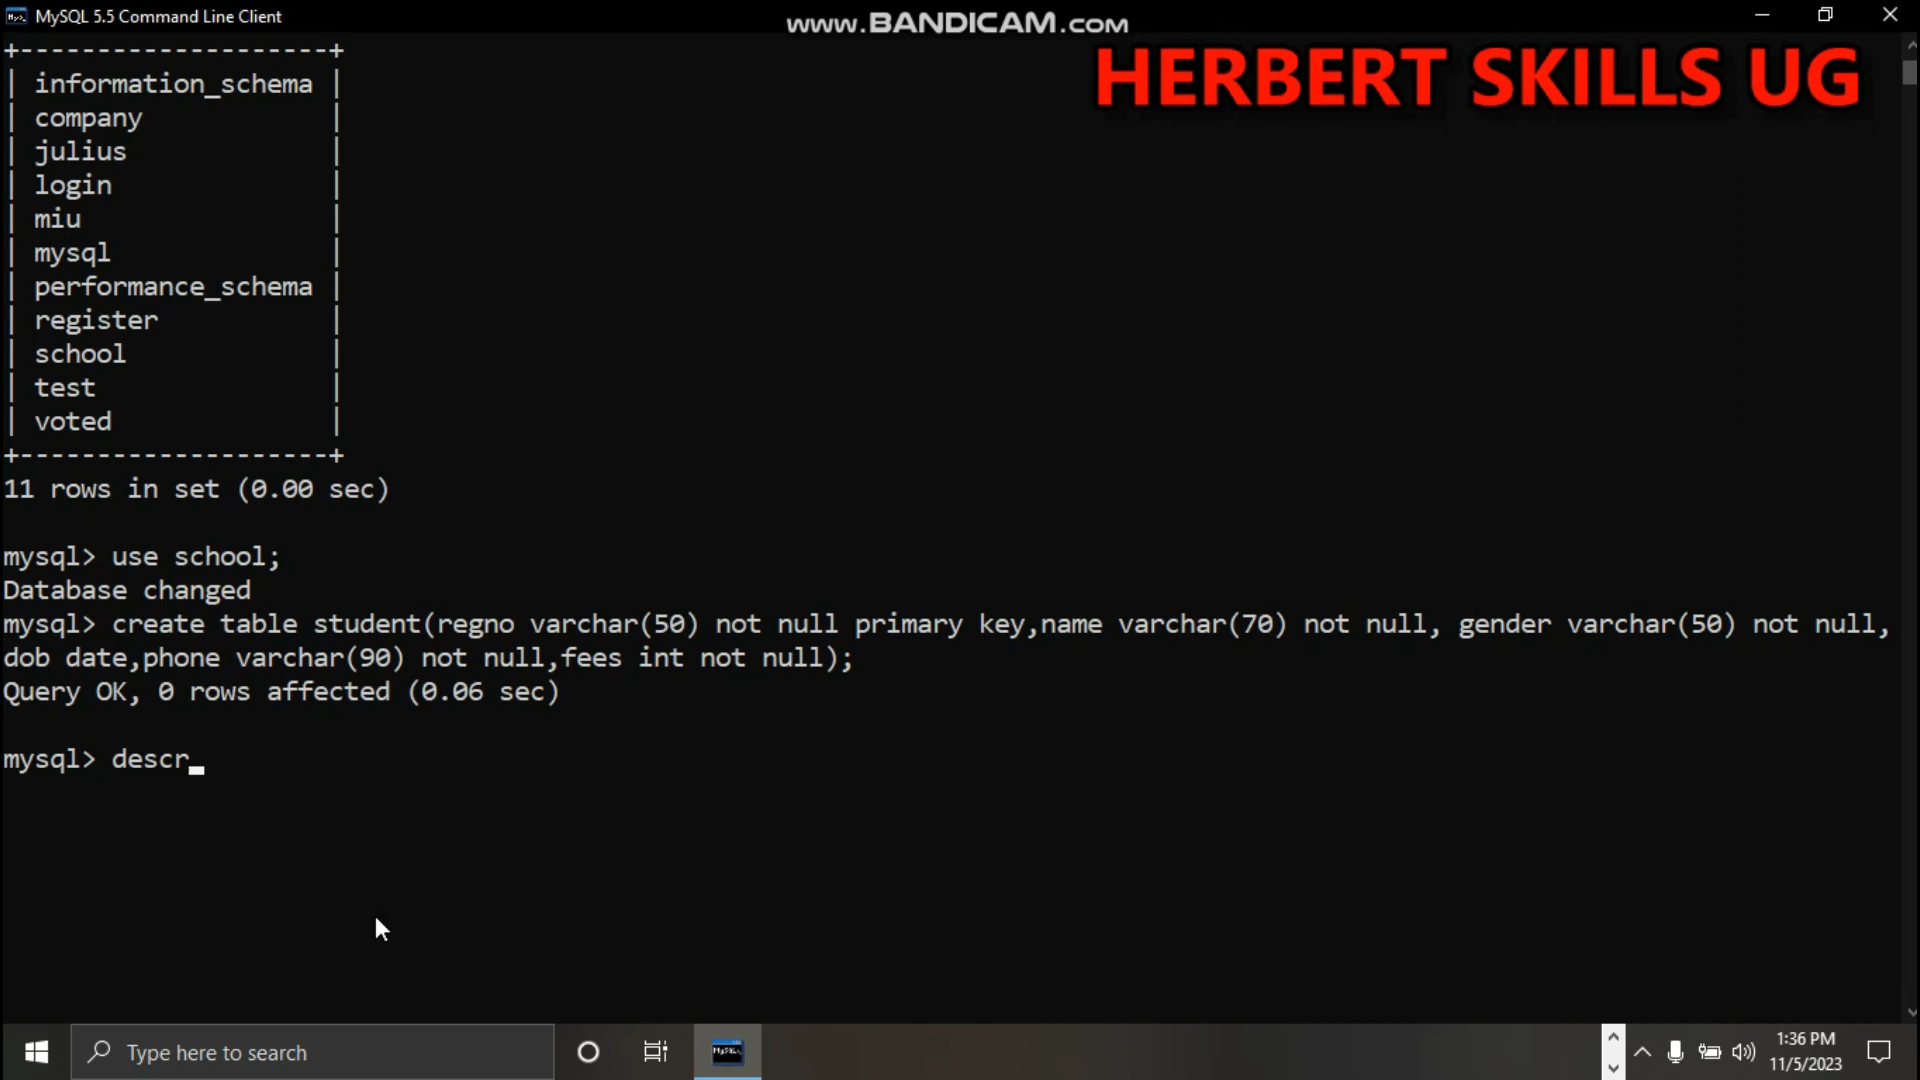 MySQL 5.5 Command Line Client
www.BANDICAM.com
HERBERT SKILLS UG
+--------------------+
| information_schema |
| company            |
| julius             |
| login              |
| miu                |
| mysql              |
| performance_schema |
| register           |
| school             |
| test               |
| voted              |
+--------------------+
11 rows in set (0.00 sec)
mysql> use school;
Database changed
mysql> create table student(regno varchar(50) not null primary key,name varchar(70) not null, gender varchar(50) not null,
dob date,phone varchar(90) not null,fees int not null);
Query OK, 0 rows affected (0.06 sec)
mysql> descr_
Type here to search
MySQL
1:36 PM
11/5/2023